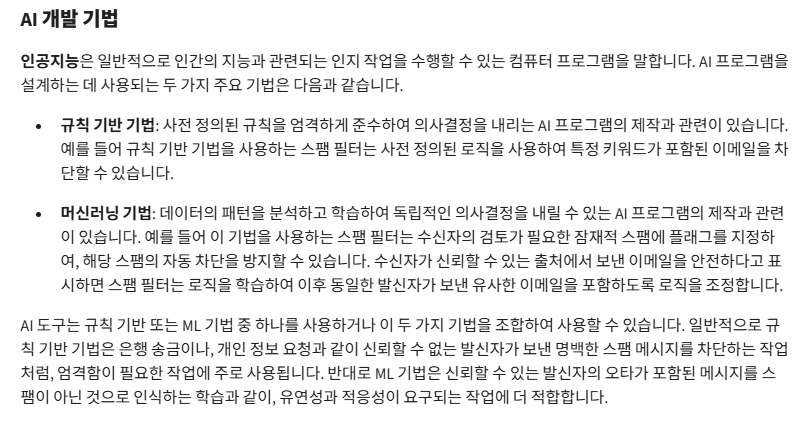 AI 개발 기법
인공지능은 일반적으로 인간의 지능과 관련되는 인지 작업을 수행할 수 있는 컴퓨터 프로그램을 말합니다. AI 프로그램을
설계하는 데 사용되는 두 가지 주요 기법은 다음과 같습니다.
• 규칙 기반 기법: 사전 정의된 규칙을 엄격하게 준수하여 의사결정을 내리는 AI 프로그램의 제작과 관련이 있습니다.
예를 들어 규칙 기반 기법을 사용하는 스팸 필터는 사전 정의된 로직을 사용하여 특정 키워드가 포함된 이메일을 차
단할 수 있습니다.
• 머신러닝 기법: 데이터의 패턴을 분석하고 학습하여 독립적인 의사결정을 내릴 수 있는 AI 프로그램의 제작과 관련
이 있습니다. 예를 들어 이 기법을 사용하는 스팸 필터는 수신자의 검토가 필요한 잠재적 스팸에 플래그를 지정하
여, 해당 스팸의 자동 차단을 방지할 수 있습니다. 수신자가 신뢰할 수 있는 출처에서 보낸 이메일을 안전하다고 표
시하면 스팸 필터는 로직을 학습하여 이후 동일한 발신자가 보낸 유사한 이메일을 포함하도록 로직을 조정합니다.
AI 도구는 규칙 기반 또는 ML 기법 중 하나를 사용하거나 이 두 가지 기법을 조합하여 사용할 수 있습니다. 일반적으로 규
칙 기반 기법은 은행 송금이나, 개인 정보 요청과 같이 신뢰할 수 없는 발신자가 보낸 명백한 스팸 메시지를 차단하는 작업
처럼, 엄격함이 필요한 작업에 주로 사용됩니다. 반대로 ML 기법은 신뢰할 수 있는 발신자의 오타가 포함된 메시지를 스
팸이 아닌 것으로 인식하는 학습과 같이, 유연성과 적응성이 요구되는 작업에 더 적합합니다.